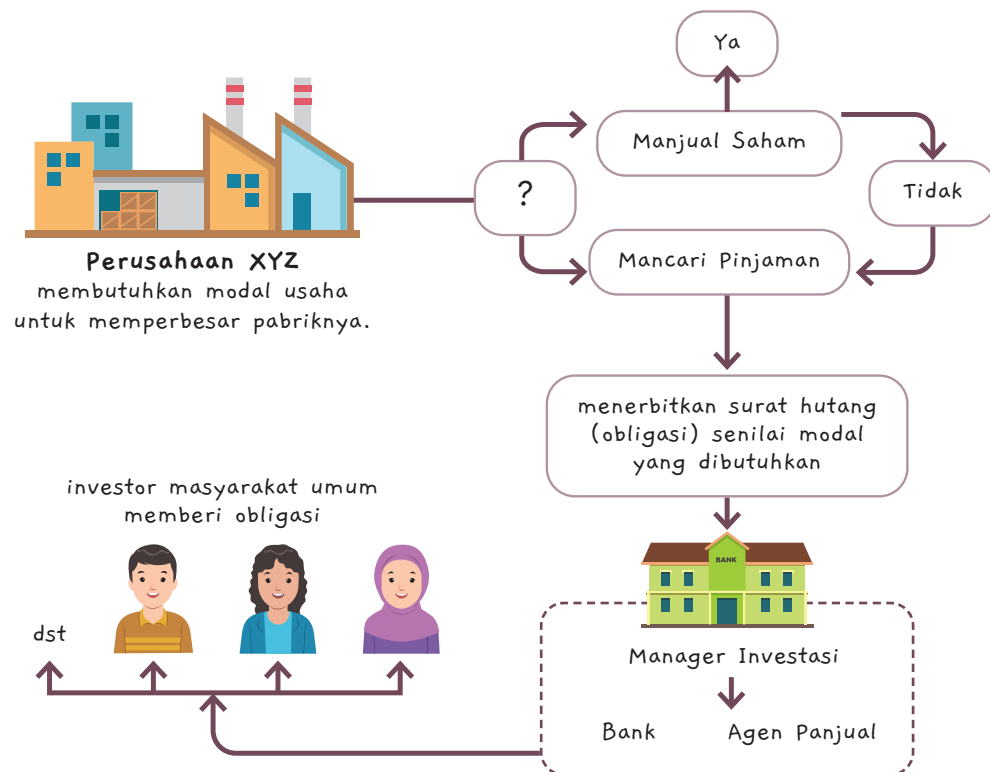 Ya
Manjual Saham
?
Tidak
Mancari Pinjaman
Perusahaan XYZ
membutuhkan modal usaha
untuk memperbesar pabriknya.
menerbitkan surat hutang
(obligasi) senilai modal
yang dibutuhkan
investor masyarakat umum
memberi obligasi
dst
BANK
Manager Investasi
Bank
Agen Panjual